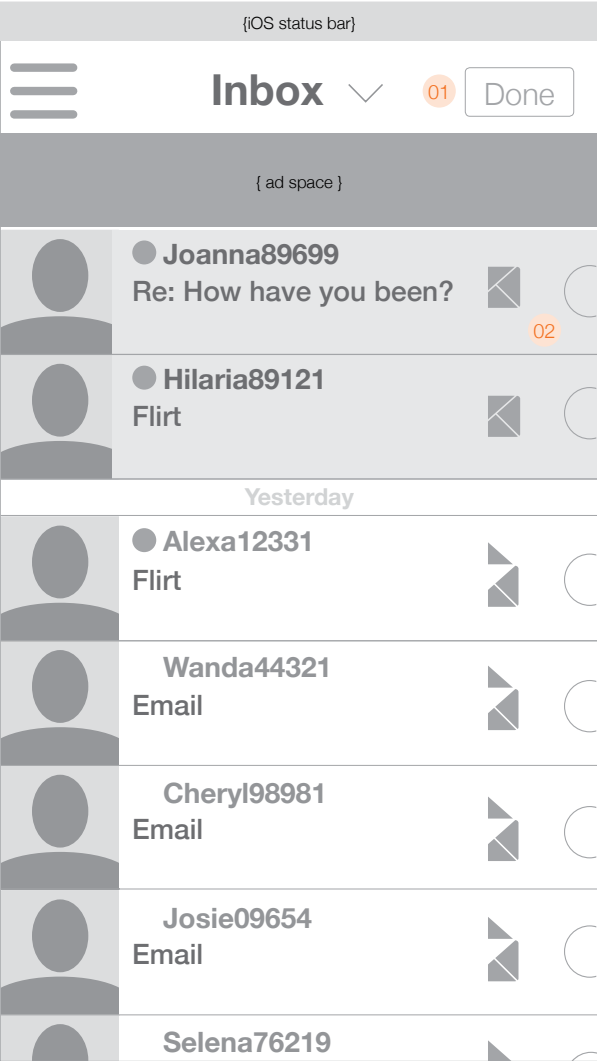 {iOS status bar}
Inbox
01
Done
{ ad space }
Joanna89699
Re: How have you been?
02
Hilaria89121
Flirt
Yesterday
Alexa12331
Flirt
Wanda44321
Email
Cheryl98981
Email
Josie09654
Email
Selena76219